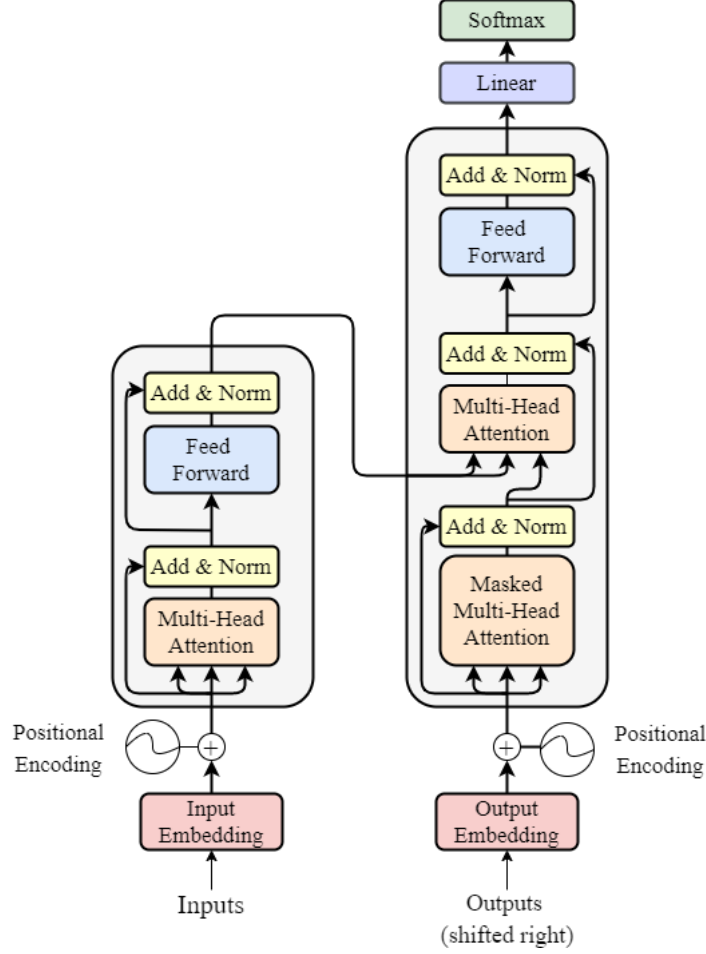 Softmax
Linear
Add & Norm
Feed
Forward
Add & Norm
Multi-Head
Attention
Add & Norm
Masked
Multi-Head
Attention
Add & Norm
Feed
Forward
Add & Norm
Multi-Head
Attention
Positional
Encoding
+
+
Positional
Encoding
Input
Embedding
Output
Embedding
Inputs
Outputs
(shifted right)